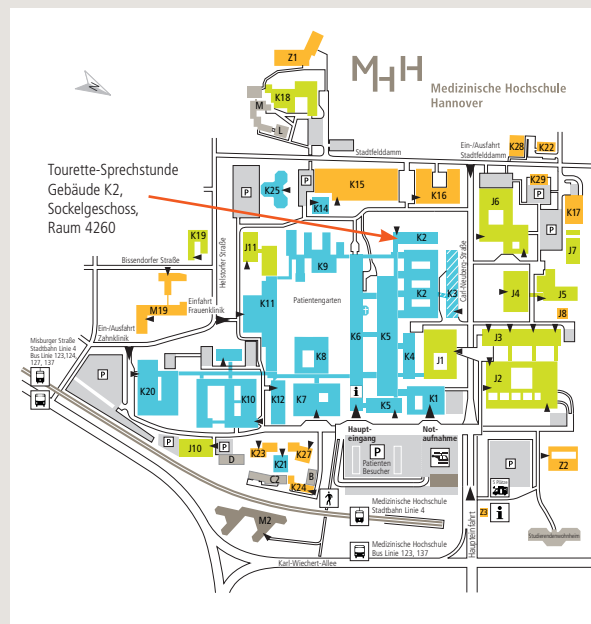 MHH
Medizinische Hochschule
Hannover
Z1
K18
M
L
Stadtfelddamm
Ein-/Ausfahrt
Stadtfelddamm
K28
K22
Tourette-Sprechstunde
Gebäude K2,
Sockelgeschoss,
Raum 4260
P
K25
K14
K15
K16
P
K29
P
J6
P
K17
K19
Bissendorfer Straße
Helstorfer Straße
J11
K9
K2
K2
K3
Carl-Neuberg-Straße
J7
M19
Einfahrt
Frauenklinik
K11
Patientengarten
J4
J5
J8
Ein-/Ausfahrt
Zahnklinik
Misburger Straße
Stadtbahn Linie 4
Bus Linie 123,124,
127, 137
K6
K5
K4
J1
J3
K8
P
K20
K10
K12
K7
i
K5
K1
J2
P
J10
P
D
K23
K21
K27
C2
B
K24
Haupt-
eingang
Not-
aufnahme
P
Patienten
Besucher
P
5 Plätze
Z2
M2
Medizinische Hochschule
Stadtbahn Linie 4
Z3
i
Haupteinfahrt
Studierendenwohnheim
Medizinische Hochschule
Bus Linie 123, 137
Karl-Wiechert-Allee